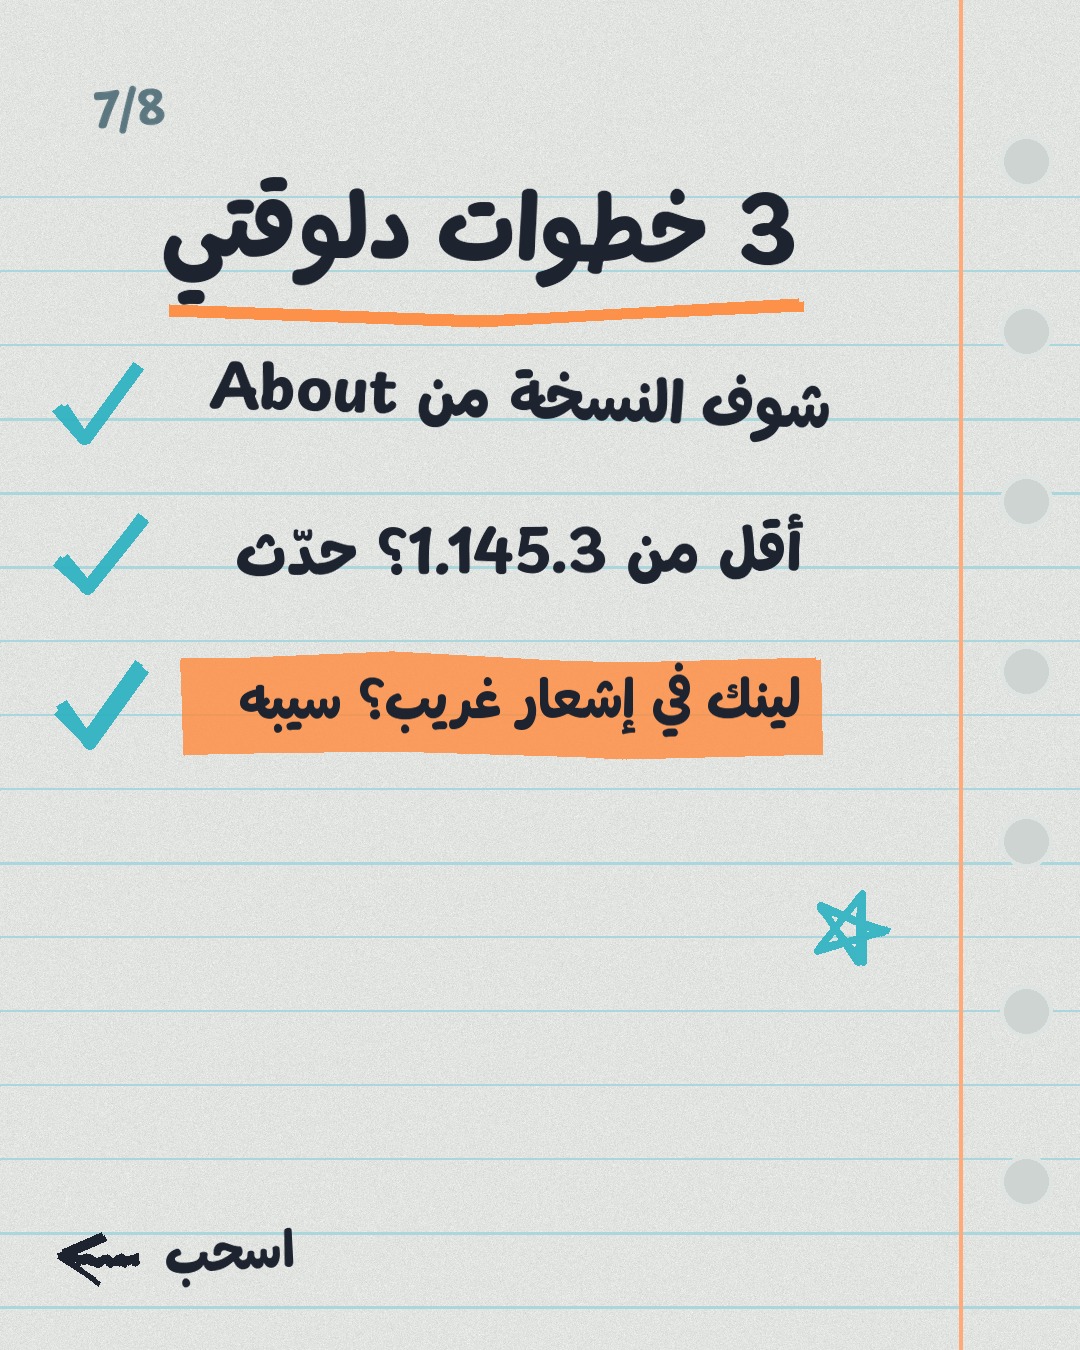 7/8
3 خطوات دلوقتي
شوف النسخة من About
أقل من 1.145.3؟ حدّث
لينك في إشعار غريب؟ سيبه
اسحب